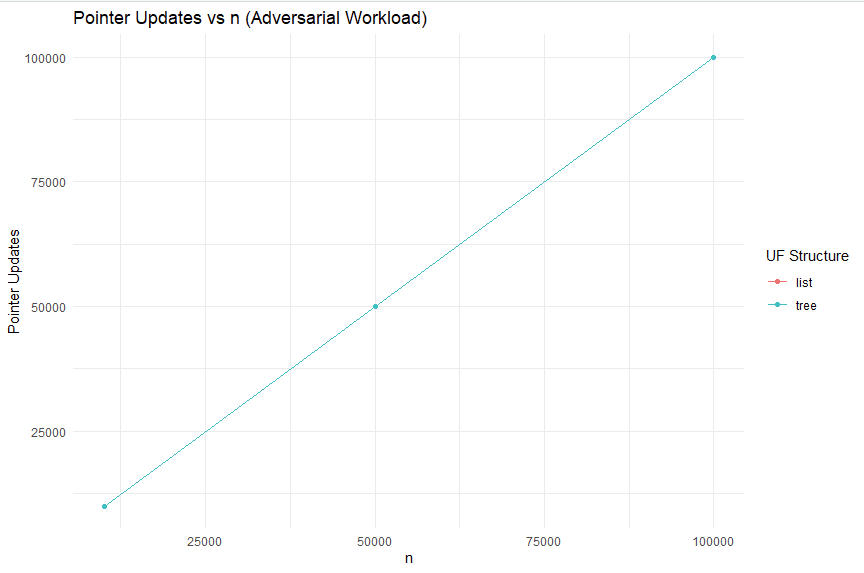 Pointer Updates vs n (Adversarial Workload)
100000
75000
50000
25000
Pointer Updates
25000
50000
75000
100000
n
UF Structure
list
tree